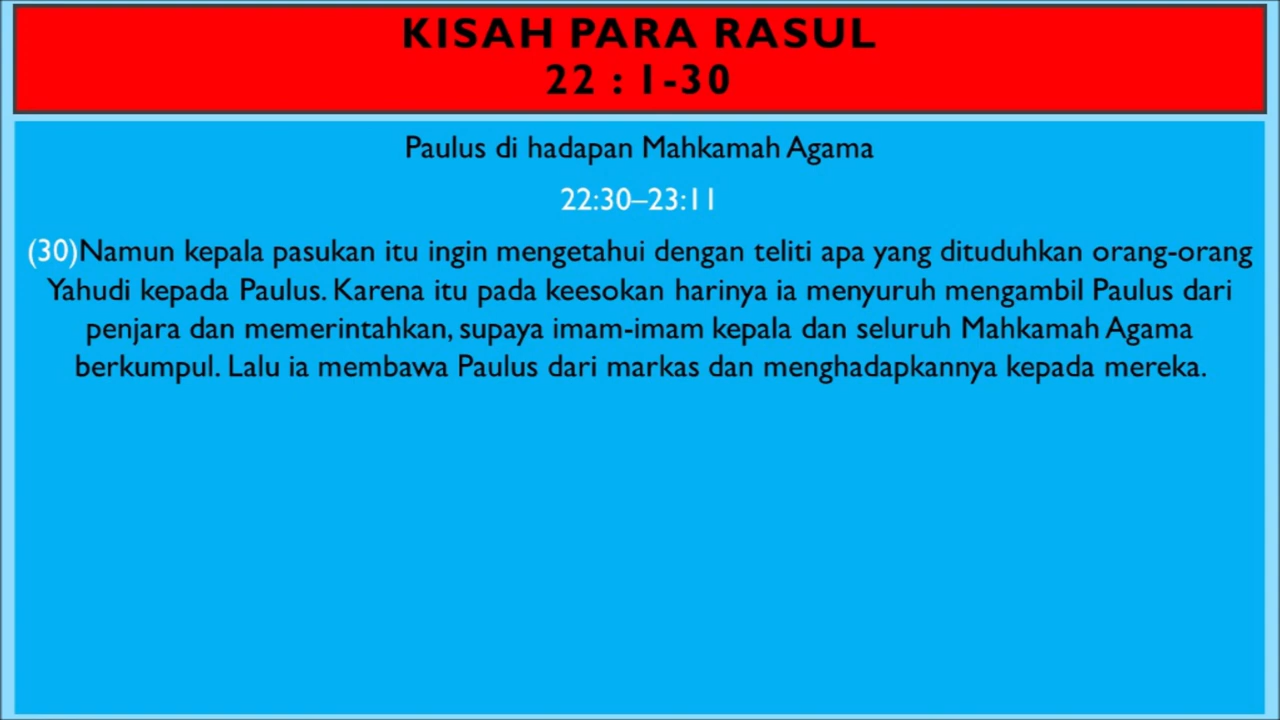 KISAH PARA RASUL
22 : 1-30
Paulus di hadapan Mahkamah Agama
22:30–23:11
(30)Namun kepala pasukan itu ingin mengetahui dengan teliti apa yang dituduhkan orang-orang
Yahudi kepada Paulus. Karena itu pada keesokan harinya ia menyuruh mengambil Paulus dari
penjara dan memerintahkan, supaya imam-imam kepala dan seluruh Mahkamah Agama
berkumpul. Lalu ia membawa Paulus dari markas dan menghadapkannya kepada mereka.